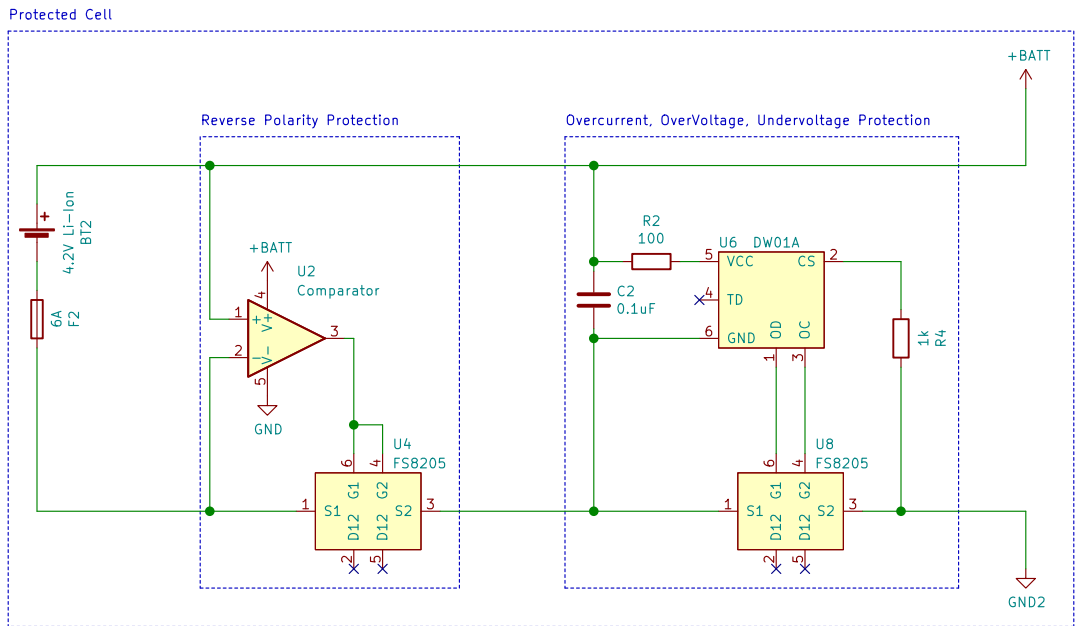 Protected Cell
+BATT
Reverse Polarity Protection
Overcurrent, OverVoltage, Undervoltage Protection
+
4.2V Li-Ion
BT2
6A
F2
+BATT
U2
Comparator
4
1
+
V+
3
2
-
V-
5
GND
U4
FS8205
6
4
G1
G2
1
S1
S2
3
D12
D12
2
5
R2
100
U6
DW01A
5
VCC
CS
2
4
TD
C2
0.1uF
6
GND
OD
OC
1
3
1k
R4
U8
FS8205
6
4
G1
G2
1
S1
S2
3
D12
D12
2
5
GND2